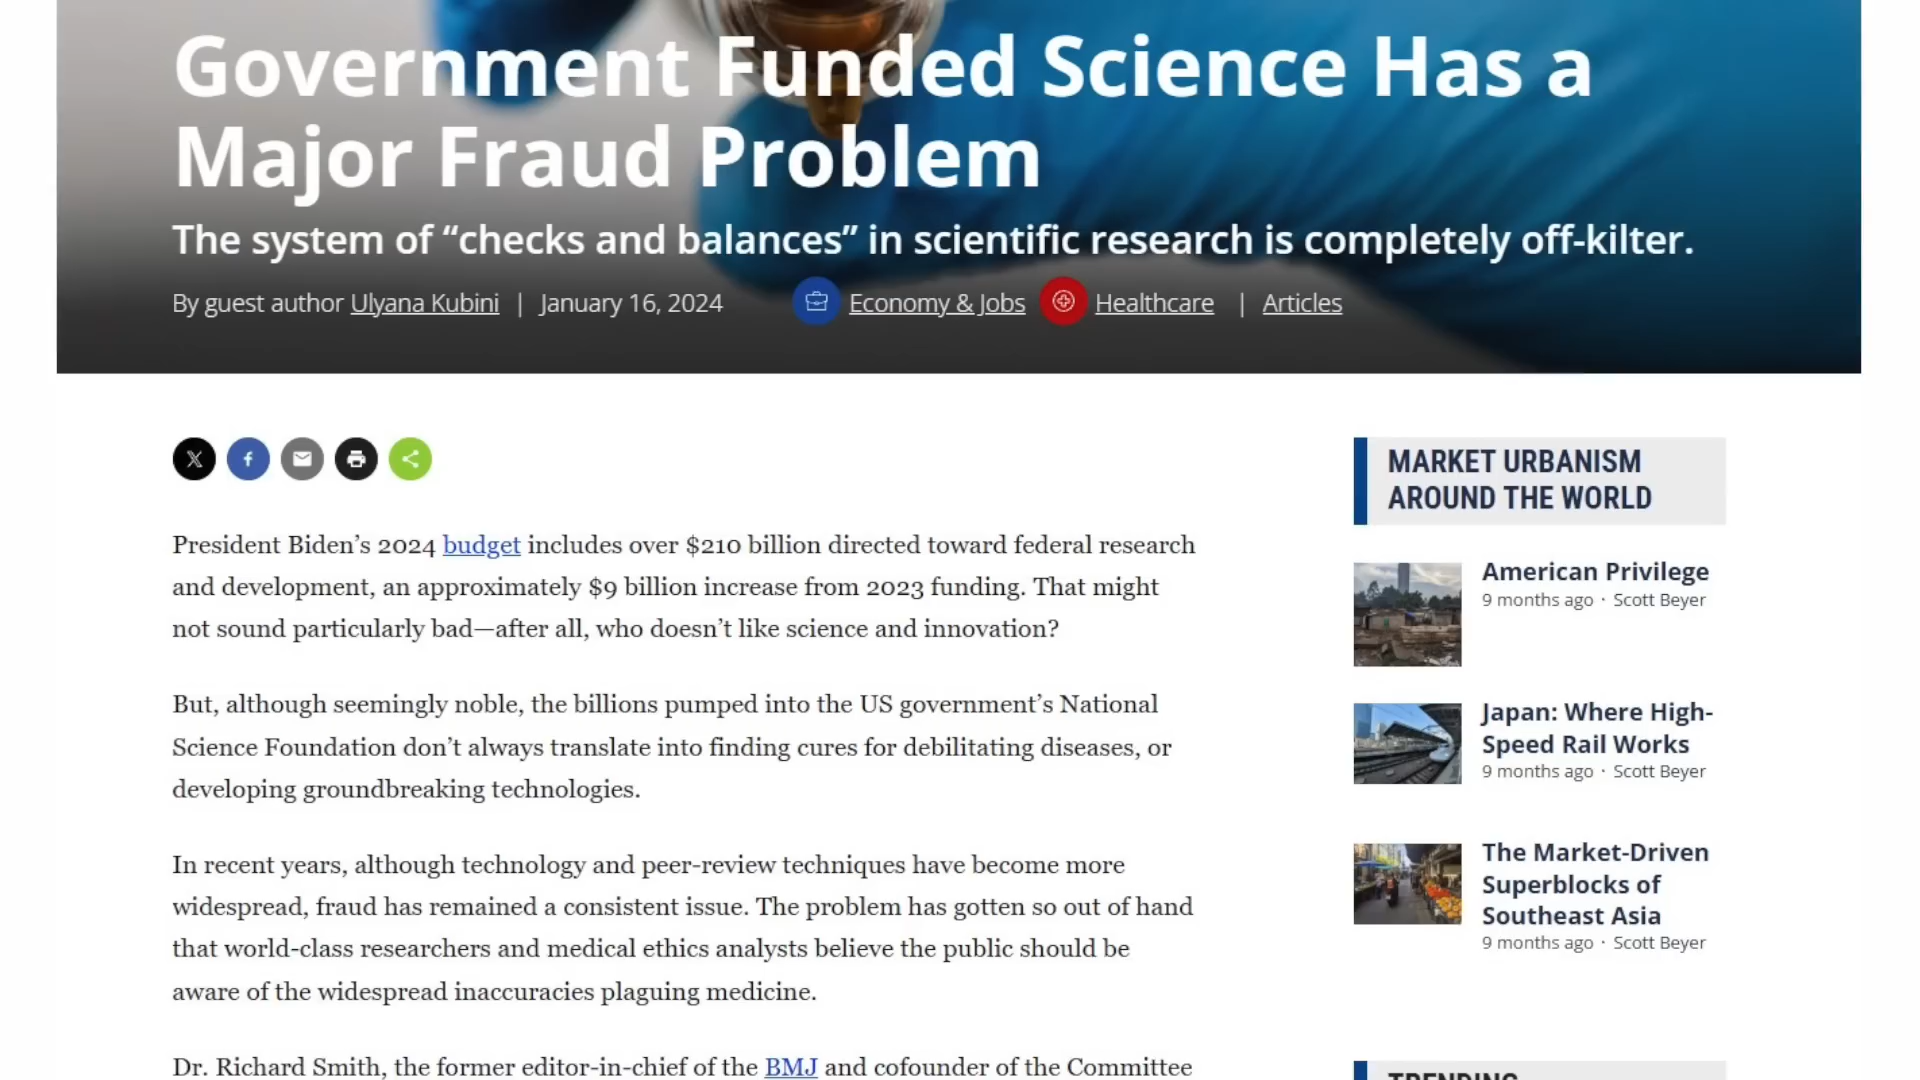 Government Funded Science Has a
Major Fraud Problem
The system of “checks and balances” in scientific research is completely off-kilter.
By guest author Ulyana Kubini | January 16, 2024 Economy & Jobs Healthcare | Articles
President Biden’s 2024 budget includes over $210 billion directed toward federal research
and development, an approximately $9 billion increase from 2023 funding. That might
not sound particularly bad—after all, who doesn’t like science and innovation?
But, although seemingly noble, the billions pumped into the US government’s National
Science Foundation don’t always translate into finding cures for debilitating diseases, or
developing groundbreaking technologies.
In recent years, although technology and peer-review techniques have become more
widespread, fraud has remained a consistent issue. The problem has gotten so out of hand
that world-class researchers and medical ethics analysts believe the public should be
aware of the widespread inaccuracies plaguing medicine.
Dr. Richard Smith, the former editor-in-chief of the BMJ and cofounder of the Committee
MARKET URBANISM
AROUND THE WORLD
American Privilege
9 months ago · Scott Beyer
Japan: Where High-
Speed Rail Works
9 months ago · Scott Beyer
The Market-Driven
Superblocks of
Southeast Asia
9 months ago · Scott Beyer
TRENDING